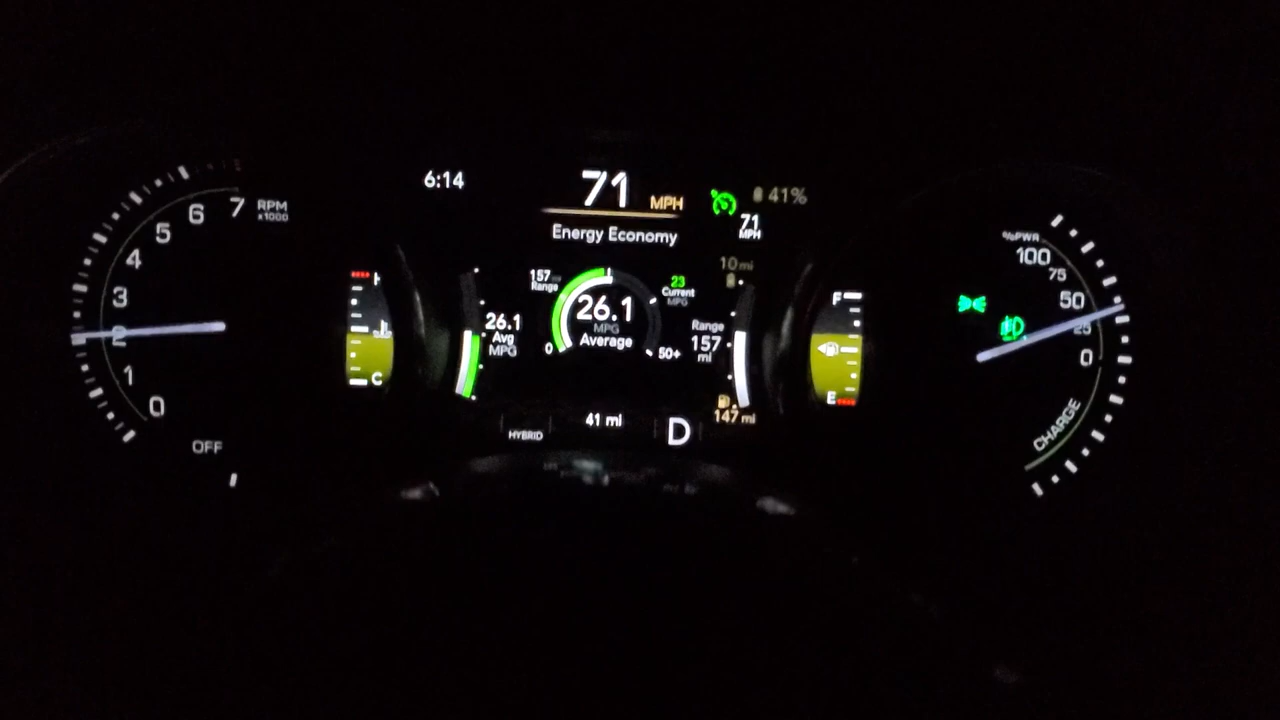 6:14
71 MPH
41%
71
MPH
Energy Economy
7
6
5
4
3
2
1
0
RPM
x1000
OFF
C
26.1
Avg
MPG
157
Range
26.1
MPG
Average
0
50+
23
Current
MPG
10 mi
Range
157
mi
147 mi
HYBRID
41 mi
D
F
E
%PWR
100
75
50
25
0
CHARGE